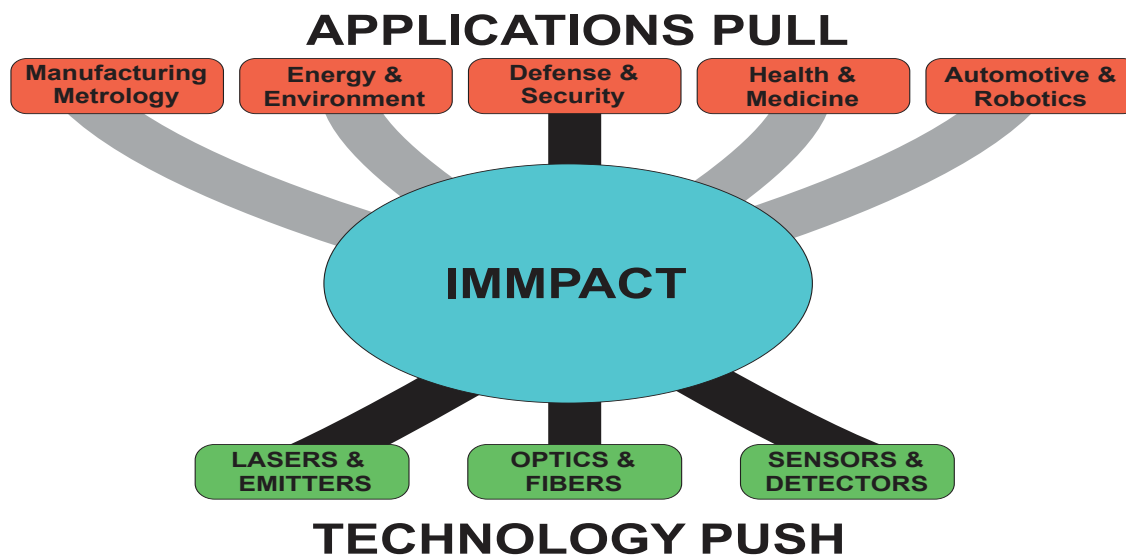 APPLICATIONS PULL
Manufacturing
Metrology
Energy &
Environment
Defense &
Security
Health &
Medicine
Automotive &
Robotics
IMMPACT
LASERS &
EMITTERS
OPTICS &
FIBERS
SENSORS &
DETECTORS
TECHNOLOGY PUSH